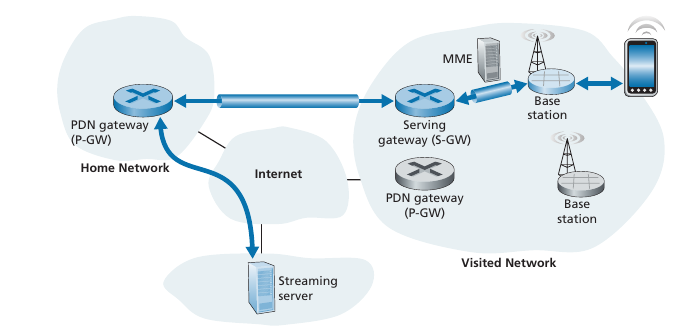 MME
Base
station
PDN gateway
(P-GW)
Serving
gateway (S-GW)
Home Network
Internet
PDN gateway
(P-GW)
Base
station
Visited Network
Streaming
server